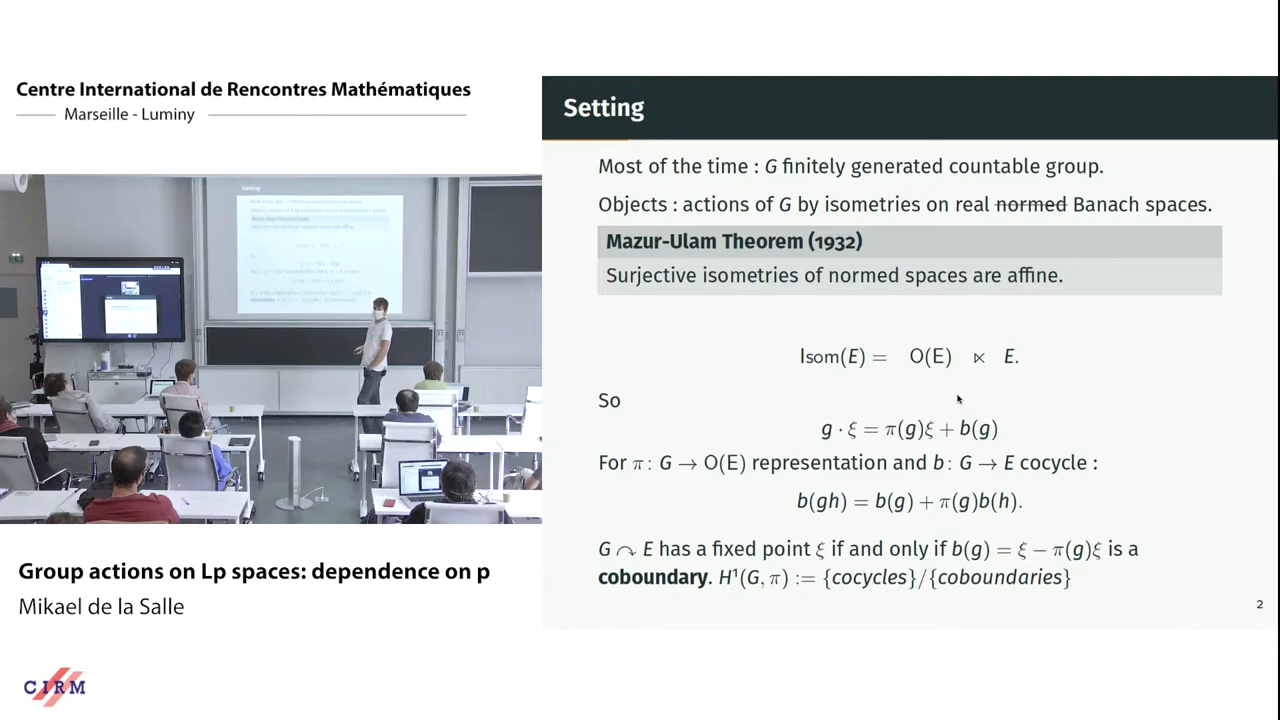 Centre International de Rencontres Mathématiques
Marseille - Luminy
Setting
Most of the time : G finitely generated countable group.
Objects : actions of G by isometries on real normed Banach spaces.
Mazur-Ulam Theorem (1932)
Surjective isometries of normed spaces are affine.
Isom(E) = O(E) ⋉ E.
So
g · ξ = π(g)ξ + b(g)
For π: G → O(E) representation and b: G → E cocycle :
b(gh) = b(g) + π(g)b(h).
G ↷ E has a fixed point ξ if and only if b(g) = ξ − π(g)ξ is a
coboundary. H¹(G, π) := {cocycles}/{coboundaries}
2
Group actions on Lp spaces: dependence on p
Mikael de la Salle
CIRM